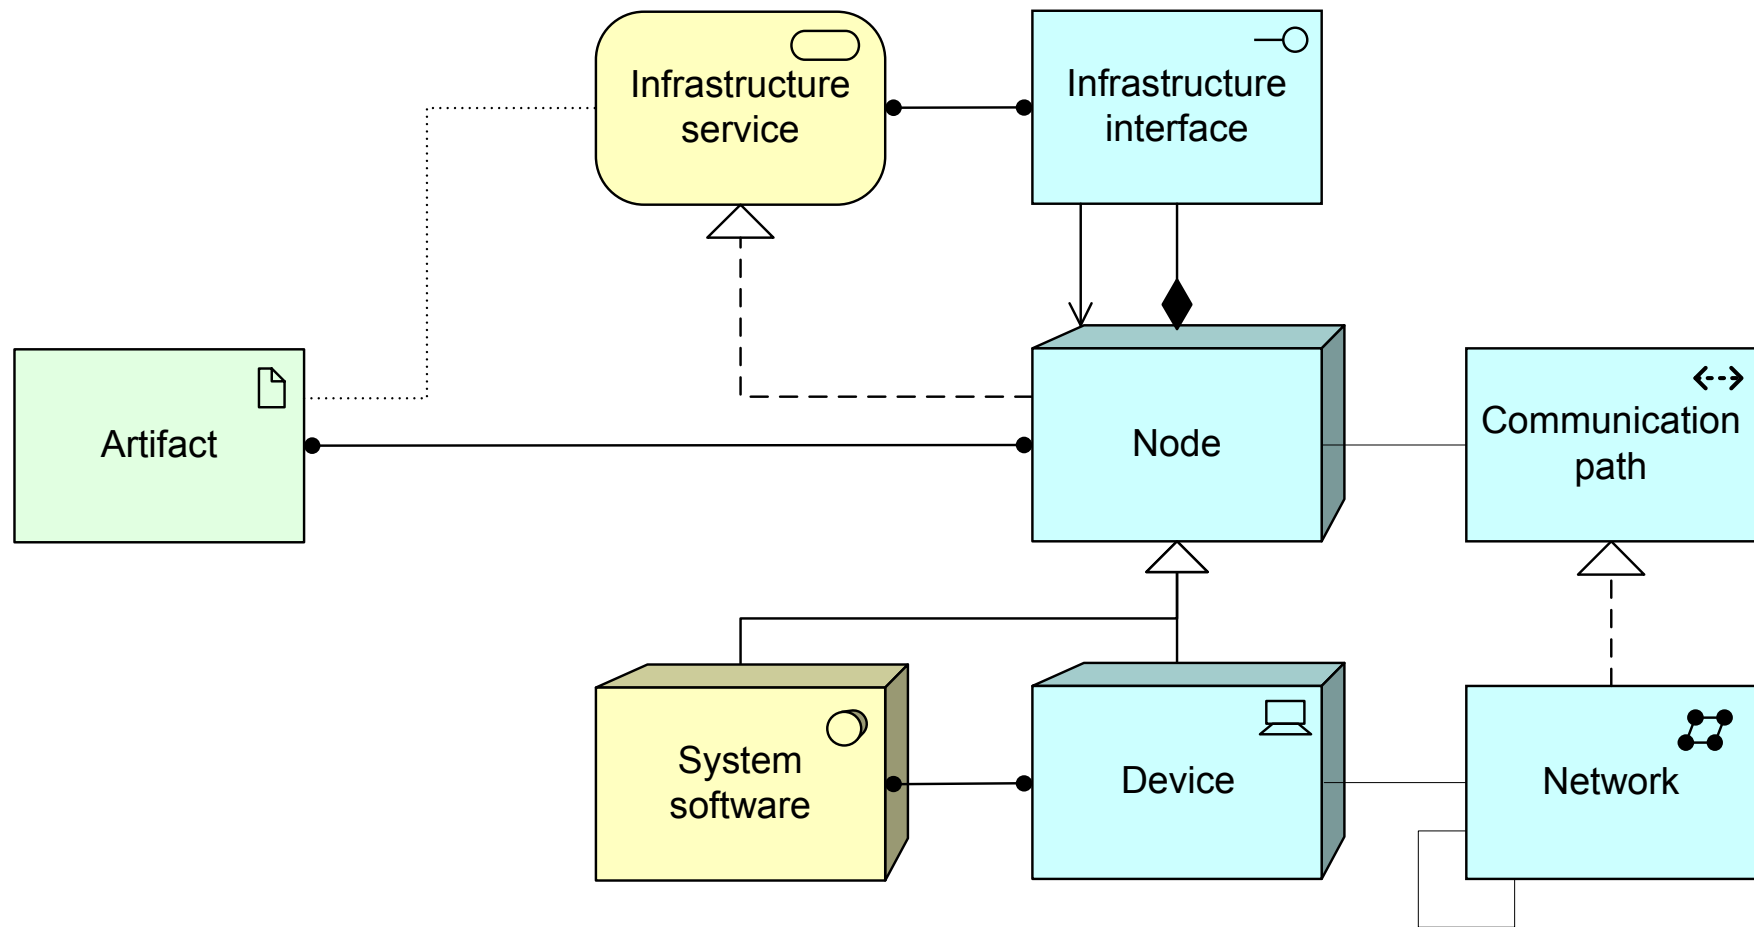 Infrastructure
service
Infrastructure
interface
Artifact
Node
Communication
path
System
software
Device
Network